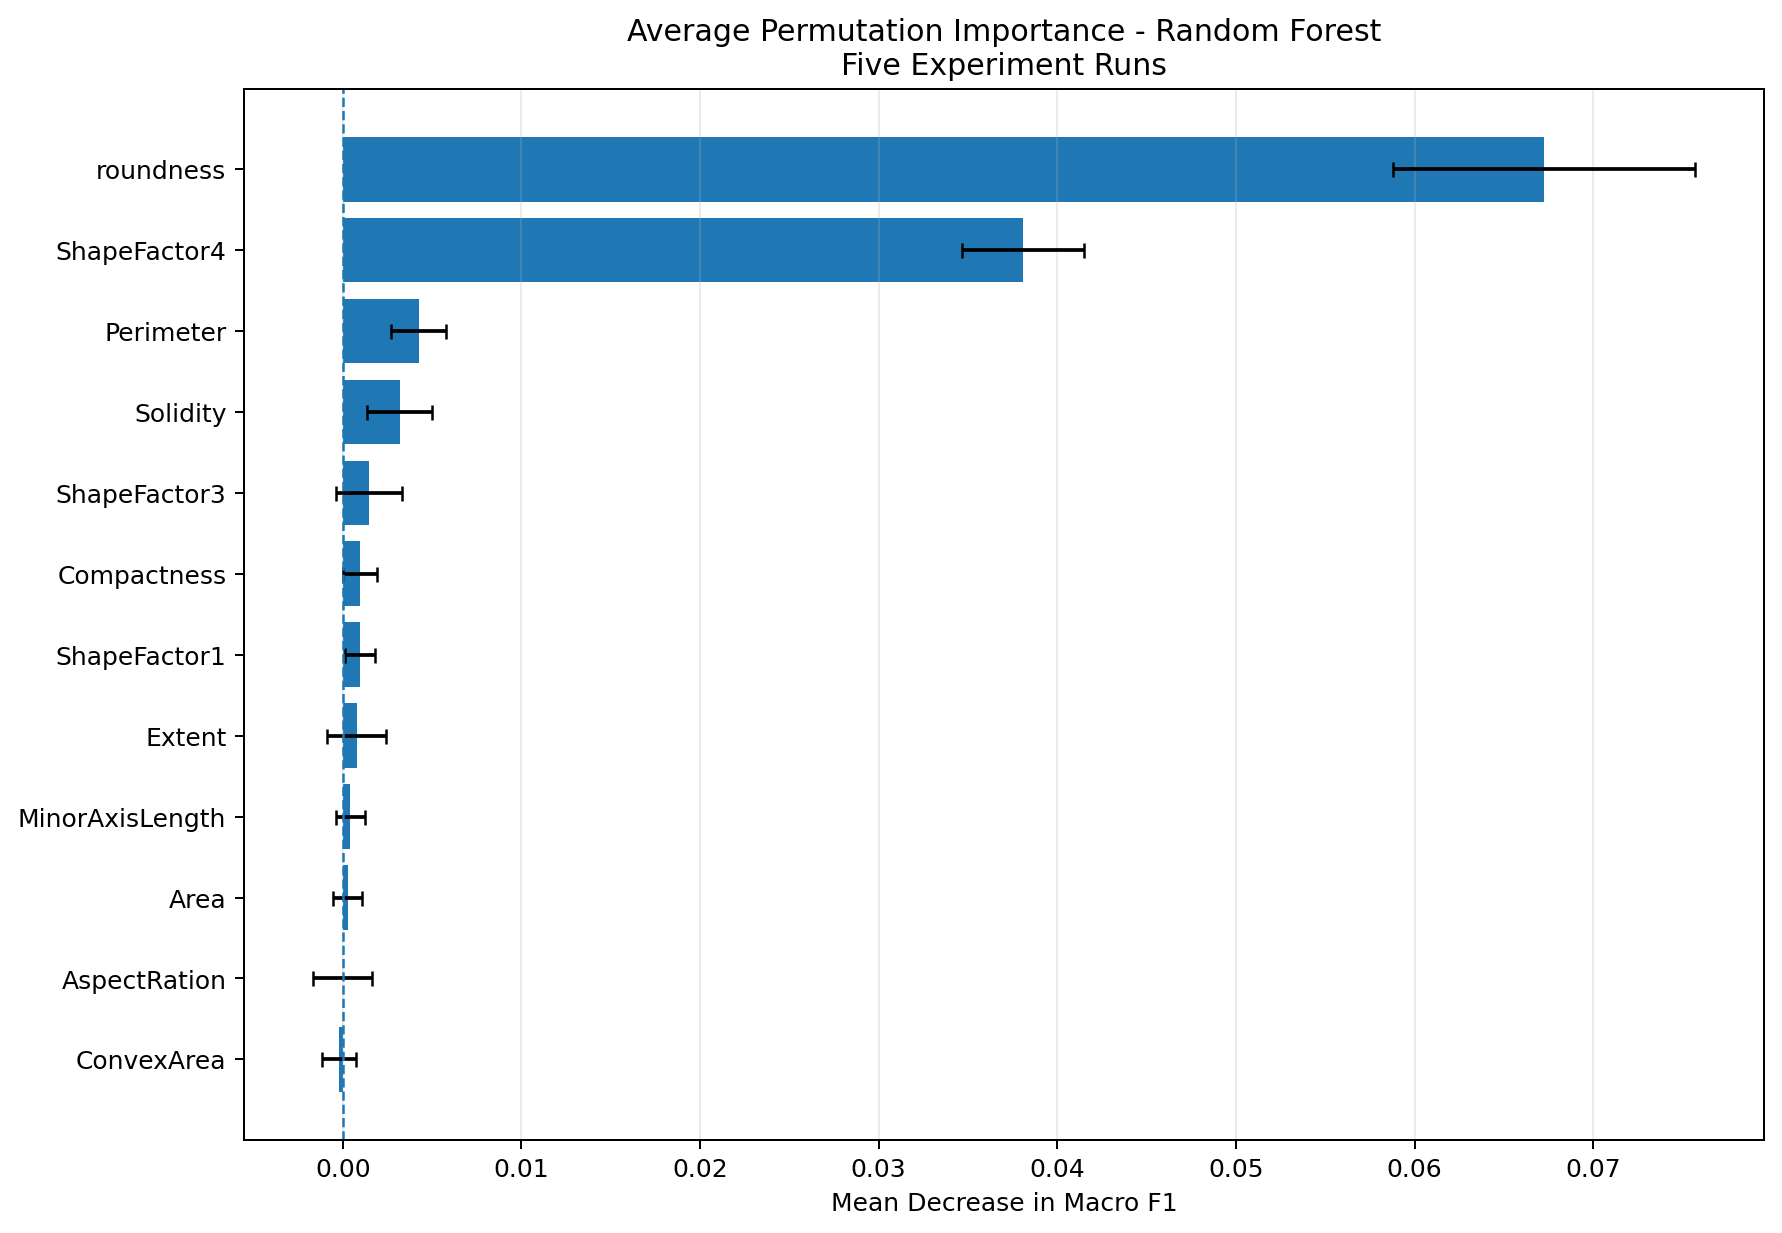 Average Permutation Importance - Random Forest
Five Experiment Runs
roundness
ShapeFactor4
Perimeter
Solidity
ShapeFactor3
Compactness
ShapeFactor1
Extent
MinorAxisLength
Area
AspectRation
ConvexArea
0.00 0.01 0.02 0.03 0.04 0.05 0.06 0.07
Mean Decrease in Macro F1